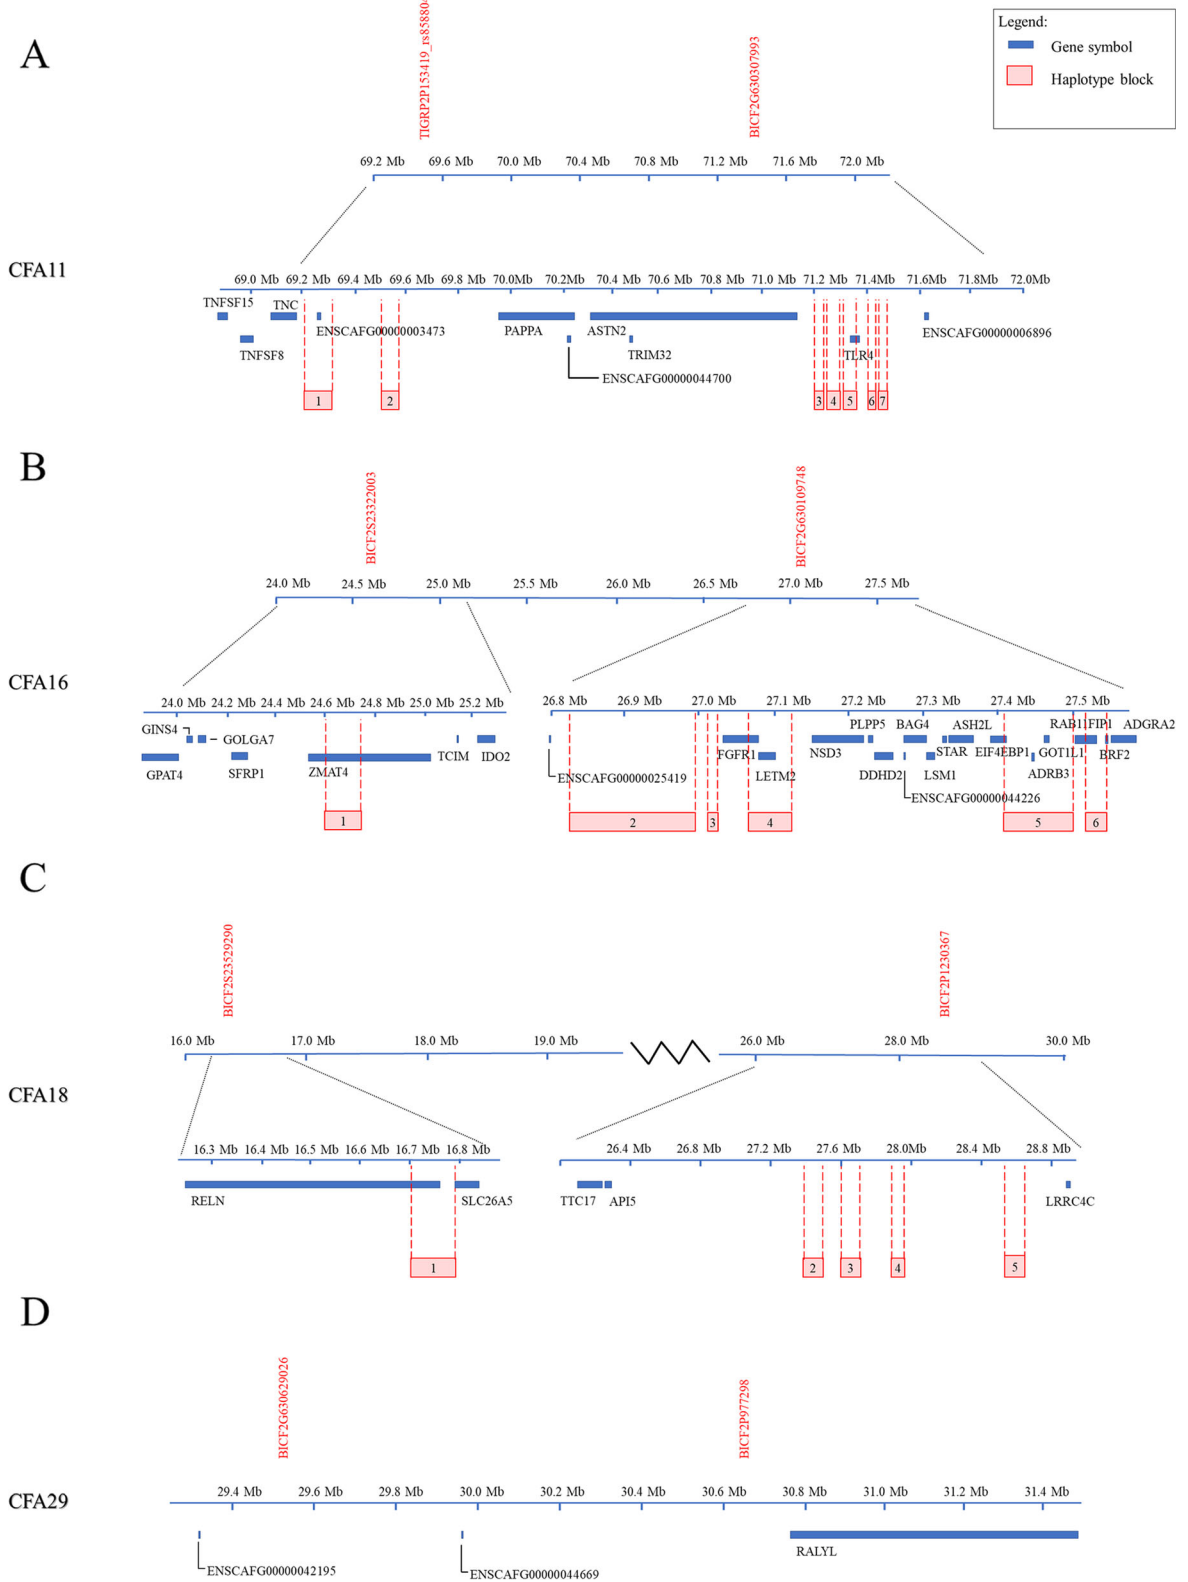 A
TIGRP2P153419_rs85880
BICF2G630307993
Legend:
Gene symbol
Haplotype block
69.2 Mb 69.6 Mb 70.0 Mb 70.4 Mb 70.8 Mb 71.2 Mb 71.6 Mb 72.0 Mb
CFA11
69.0 Mb 69.2 Mb 69.4 Mb 69.6 Mb 69.8 Mb 70.0Mb 70.2Mb 70.4 Mb 70.6 Mb 70.8 Mb 71.0 Mb 71.2 Mb 71.4Mb 71.6 Mb 71.8 Mb 72.0Mb
TNFSF15 TNC
ENSCAFG00000003473 PAPPA ASTN2 ENSCAFG00000006896
TNFSF8 TRIM32 TLR4
ENSCAFG00000044700
1 2 3 4 5 6 7
B
BICF2S23322003
BICF2G630109748
24.0 Mb 24.5 Mb 25.0 Mb 25.5 Mb 26.0 Mb 26.5 Mb 27.0 Mb 27.5 Mb
CFA16
24.0 Mb 24.2 Mb 24.4 Mb 24.6 Mb 24.8 Mb 25.0 Mb 25.2 Mb 26.8 Mb 26.9 Mb 27.0 Mb 27.1 Mb 27.2 Mb 27.3 Mb 27.4 Mb 27.5 Mb
GINS4 PLPP5 BAG4 ASH2L RAB11FIP1 ADGRA2
GOLGA7 TCIM IDO2 FGFR1 NSD3 STAR EIF4EBP1 GOT1L1 BRF2
GPAT4 SFRP1 ZMAT4 ENSCAFG00000025419 LETM2 DDHD2 LSM1 ADRB3
ENSCAFG00000044226
1 2 3 4 5 6
C
BICF2S23529290
BICF2P1230367
16.0 Mb 17.0 Mb 18.0 Mb 19.0 Mb 26.0 Mb 28.0 Mb 30.0 Mb
CFA18
16.3 Mb 16.4 Mb 16.5 Mb 16.6 Mb 16.7 Mb 16.8 Mb 26.4 Mb 26.8 Mb 27.2 Mb 27.6 Mb 28.0Mb 28.4 Mb 28.8 Mb
RELN SLC26A5 TTC17 API5 LRRC4C
1 2 3 4 5
D
BICF2G630629026
BICF2P977298
CFA29
29.4 Mb 29.6 Mb 29.8 Mb 30.0 Mb 30.2 Mb 30.4 Mb 30.6 Mb 30.8 Mb 31.0 Mb 31.2 Mb 31.4 Mb
RALYL
ENSCAFG00000042195 ENSCAFG00000044669